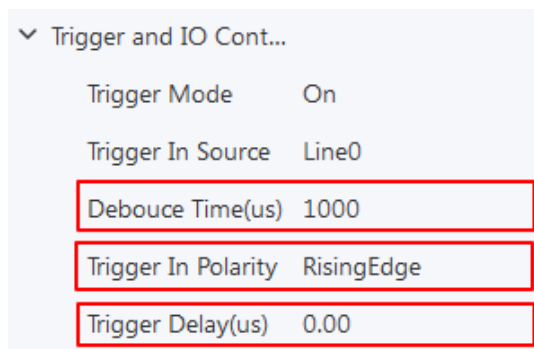 Trigger and IO Cont...
Trigger Mode On
Trigger In Source Line0
Debouce Time(us) 1000
Trigger In Polarity RisingEdge
Trigger Delay(us) 0.00